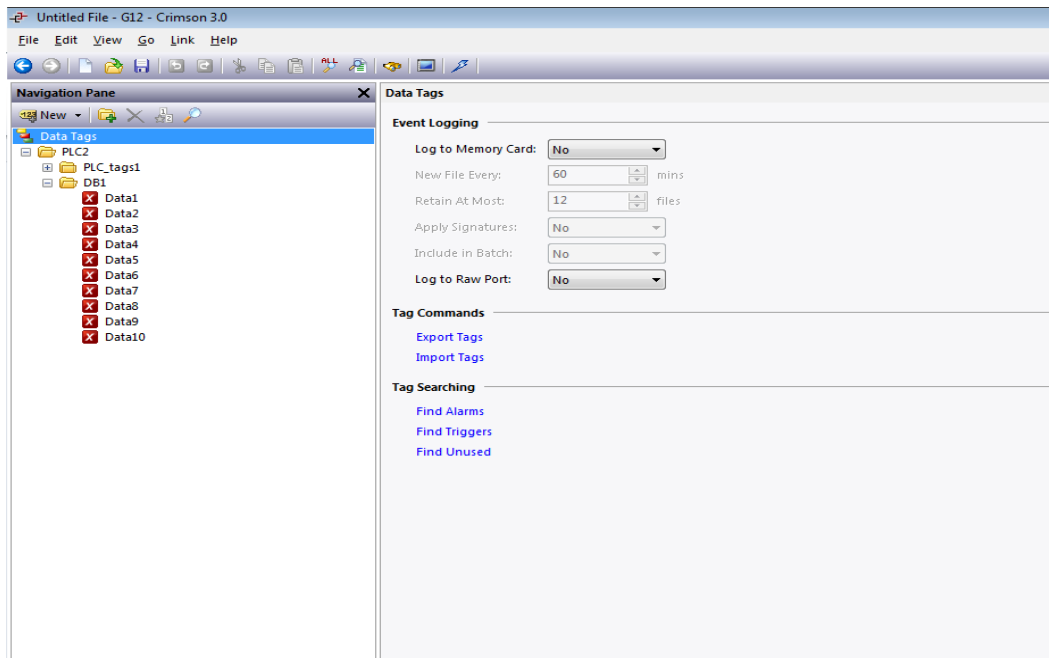 Untitled File - G12 - Crimson 3.0
File Edit View Go Link Help
ALL
Navigation Pane X
123 New
Data Tags
PLC2
PLC_tags1
DB1
X Data1
X Data2
X Data3
X Data4
X Data5
X Data6
X Data7
X Data8
X Data9
X Data10
Data Tags
Event Logging
Log to Memory Card: No
New File Every: 60 mins
Retain At Most: 12 files
Apply Signatures: No
Include in Batch: No
Log to Raw Port: No
Tag Commands
Export Tags
Import Tags
Tag Searching
Find Alarms
Find Triggers
Find Unused